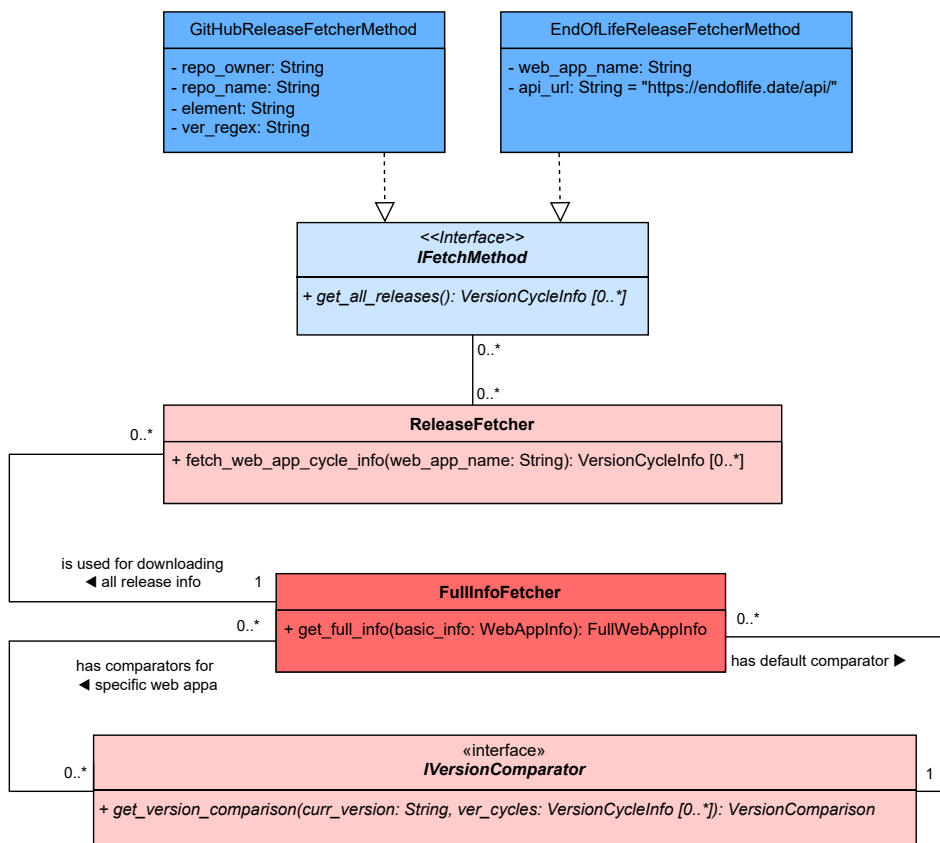 GitHubReleaseFetcherMethod
- repo_owner: String
- repo_name: String
- element: String
- ver_regex: String
EndOfLifeReleaseFetcherMethod
- web_app_name: String
- api_url: String = "https://endoflife.date/api/"
<<Interface>>
IFetchMethod
+ get_all_releases(): VersionCycleInfo [0..*]
0..*
0..*
ReleaseFetcher
+ fetch_web_app_cycle_info(web_app_name: String): VersionCycleInfo [0..*]
0..*
is used for downloading
◀ all release info
1
FullInfoFetcher
+ get_full_info(basic_info: WebAppInfo): FullWebAppInfo
0..*
0..*
has comparators for
◀ specific web appa
has default comparator ▶
0..*
1
«interface»
IVersionComparator
+ get_version_comparison(curr_version: String, ver_cycles: VersionCycleInfo [0..*]): VersionComparison